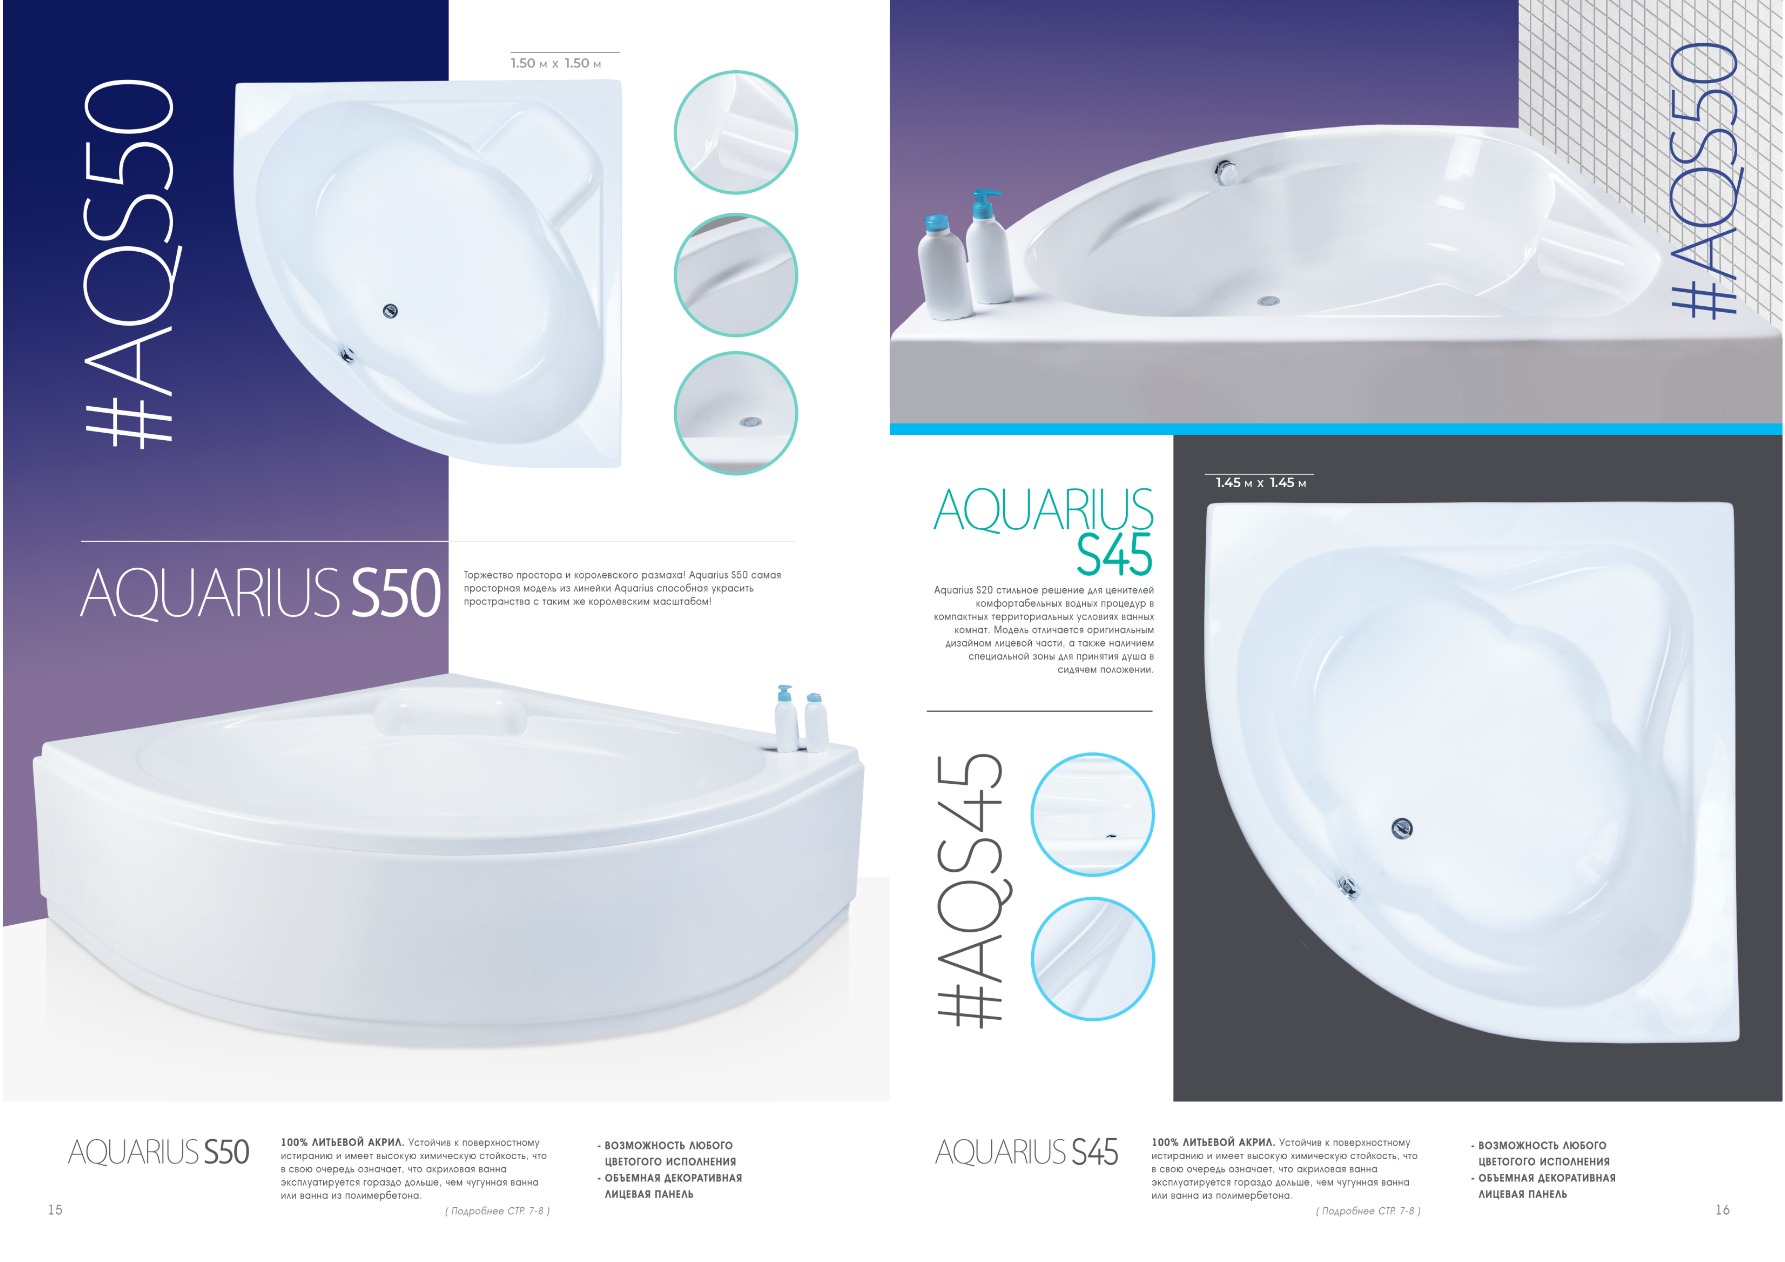 #AQS50
1.50 м x 1.50 м
AQUARIUS S50
Торжество простора и королевского размаха! Aquarius S50 самая
просторная модель из линейки Aquarius способная украсить
пространства с таким же королевским масштабом!
AQUARIUS S50
100% ЛИТЬЕВОЙ АКРИЛ. Устойчив к поверхностному
истиранию и имеет высокую химическую стойкость, что
в свою очередь означает, что акриловая ванна
эксплуатируется гораздо дольше, чем чугунная ванна
или ванна из полимербетона.
( Подробнее СТР. 7-8 )
- ВОЗМОЖНОСТЬ ЛЮБОГО
ЦВЕТОГОГО ИСПОЛНЕНИЯ
- ОБЪЕМНАЯ ДЕКОРАТИВНАЯ
ЛИЦЕВАЯ ПАНЕЛЬ
15
#AQS50
AQUARIUS
S45
Aquarius S20 стильное решение для ценителей
комфортабельных водных процедур в
компактных территориальных условиях ванных
комнат. Модель отличается оригинальным
дизайном лицевой части, а также наличием
специальной зоны для принятия душа в
сидячем положении.
#AQS45
1.45 м x 1.45 м
AQUARIUS S45
100% ЛИТЬЕВОЙ АКРИЛ. Устойчив к поверхностному
истиранию и имеет высокую химическую стойкость, что
в свою очередь означает, что акриловая ванна
эксплуатируется гораздо дольше, чем чугунная ванна
или ванна из полимербетона.
( Подробнее СТР. 7-8 )
- ВОЗМОЖНОСТЬ ЛЮБОГО
ЦВЕТОГОГО ИСПОЛНЕНИЯ
- ОБЪЕМНАЯ ДЕКОРАТИВНАЯ
ЛИЦЕВАЯ ПАНЕЛЬ
16